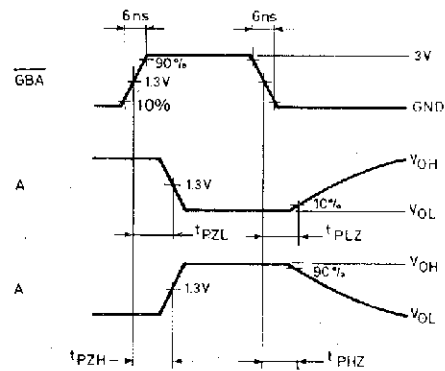 6ns 6ns
90% 3V
GBA 1.3V
10% GND
A VOH
1.3V 10% VOL
tPZL tPLZ
VOH
A 90%
1.3V VOL
tPZH tPHZ